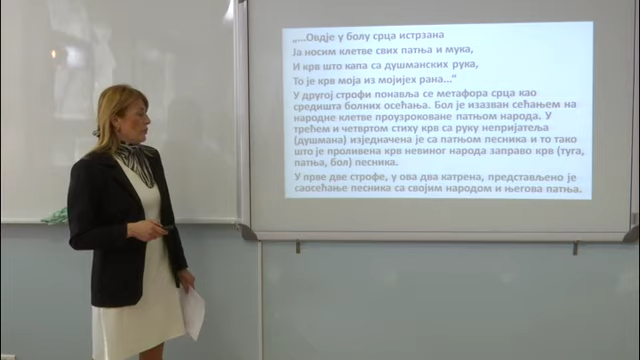 „...Овдје у болу срца истрзана
Ја носим клетве свих патња и мука,
И крв што капа са душманских рука,
То је крв моја из мојијех рана...“
У другој строфи понавља се метафора срца као
средишта болних осећања. Бол је изазван сећањем на
народне клетве проузроковане патњом народа. У
трећем и четвртом стиху крв са руку непријатеља
(душмана) изједначена је са патњом песника и то тако
што је проливена крв невиног народа заправо крв (туга,
патња, бол) песника.
У прве две строфе, у ова два катрена, представљено је
саосећање песника са својим народом и његова патња.